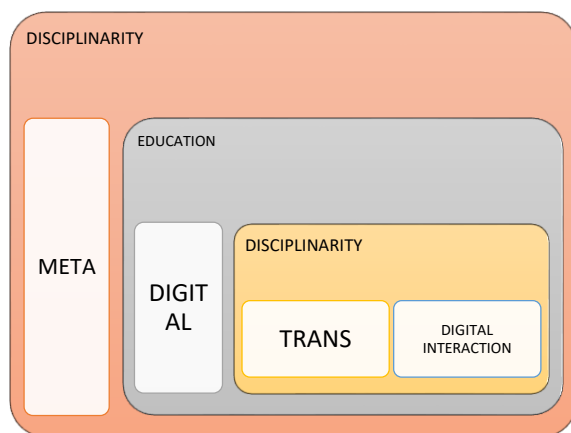 DISCIPLINARITY
EDUCATION
META
DISCIPLINARITY
DIGIT
AL
TRANS
DIGITAL
INTERACTION